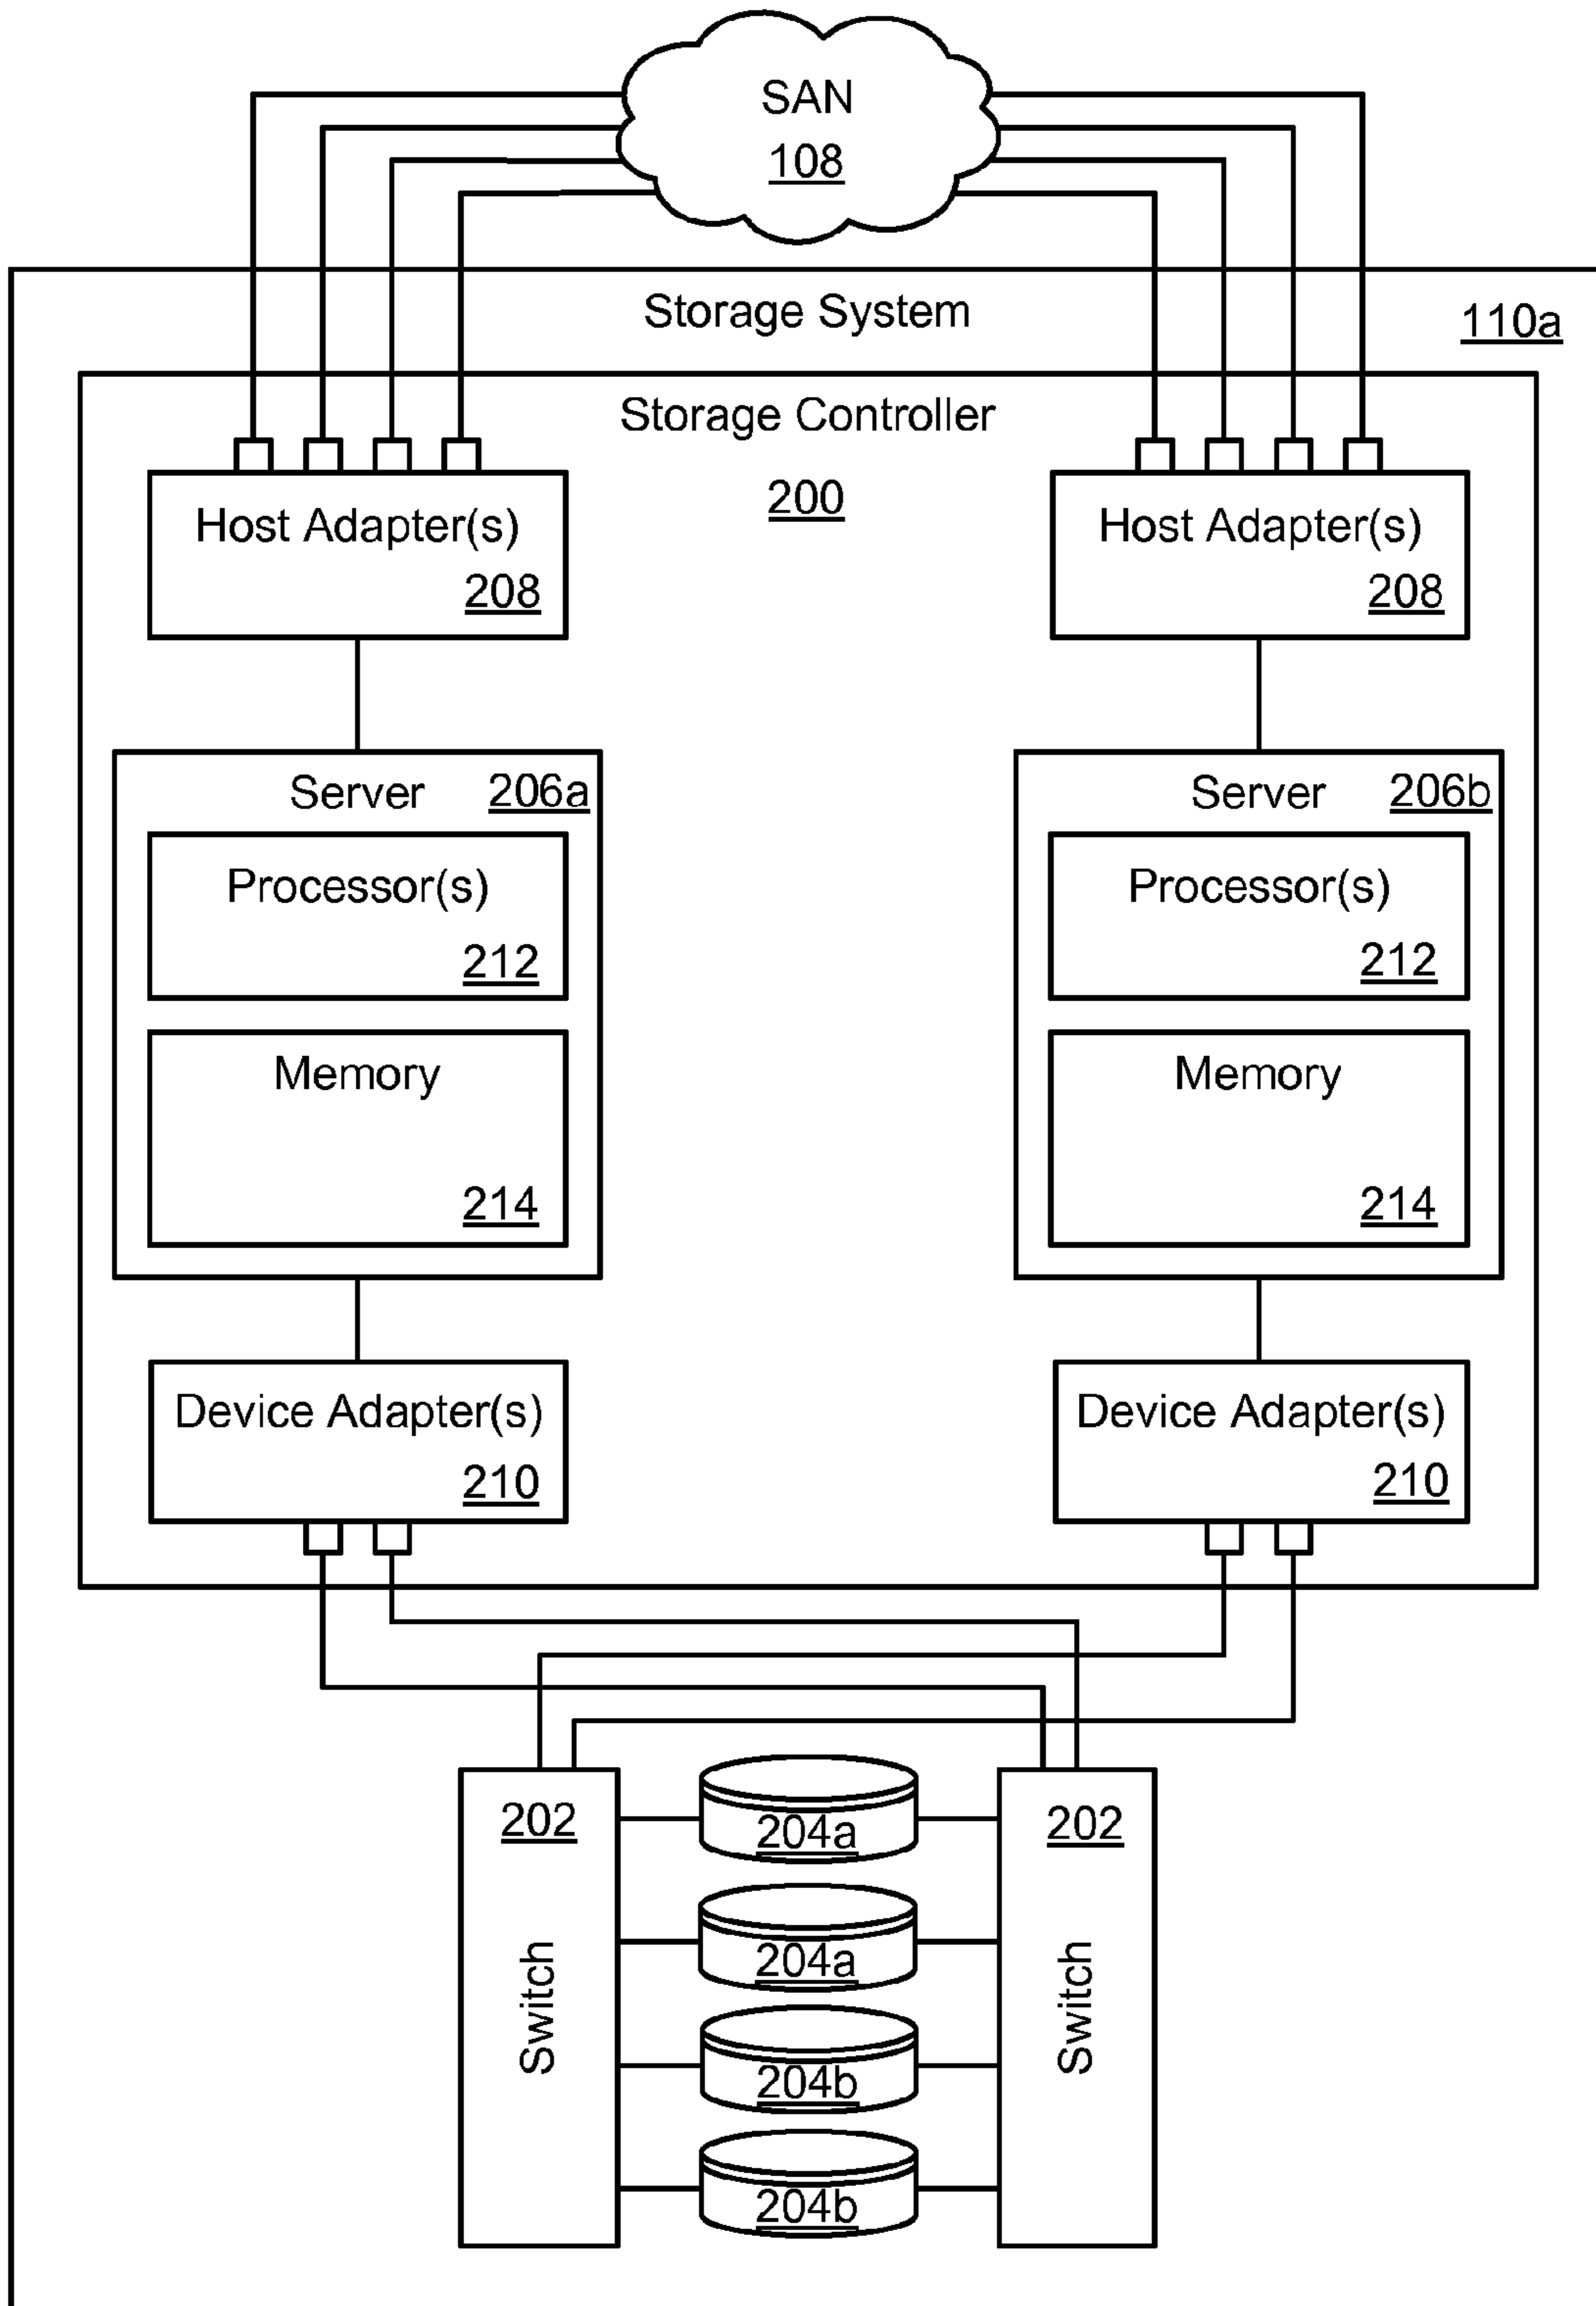 SAN
108
Storage System
110a
Storage Controller
200
Host Adapter(s)
208
Host Adapter(s)
208
Server 206a
Processor(s)
212
Memory
214
Server 206b
Processor(s)
212
Memory
214
Device Adapter(s)
210
Device Adapter(s)
210
202
Switch
204a
204a
204b
204b
202
Switch